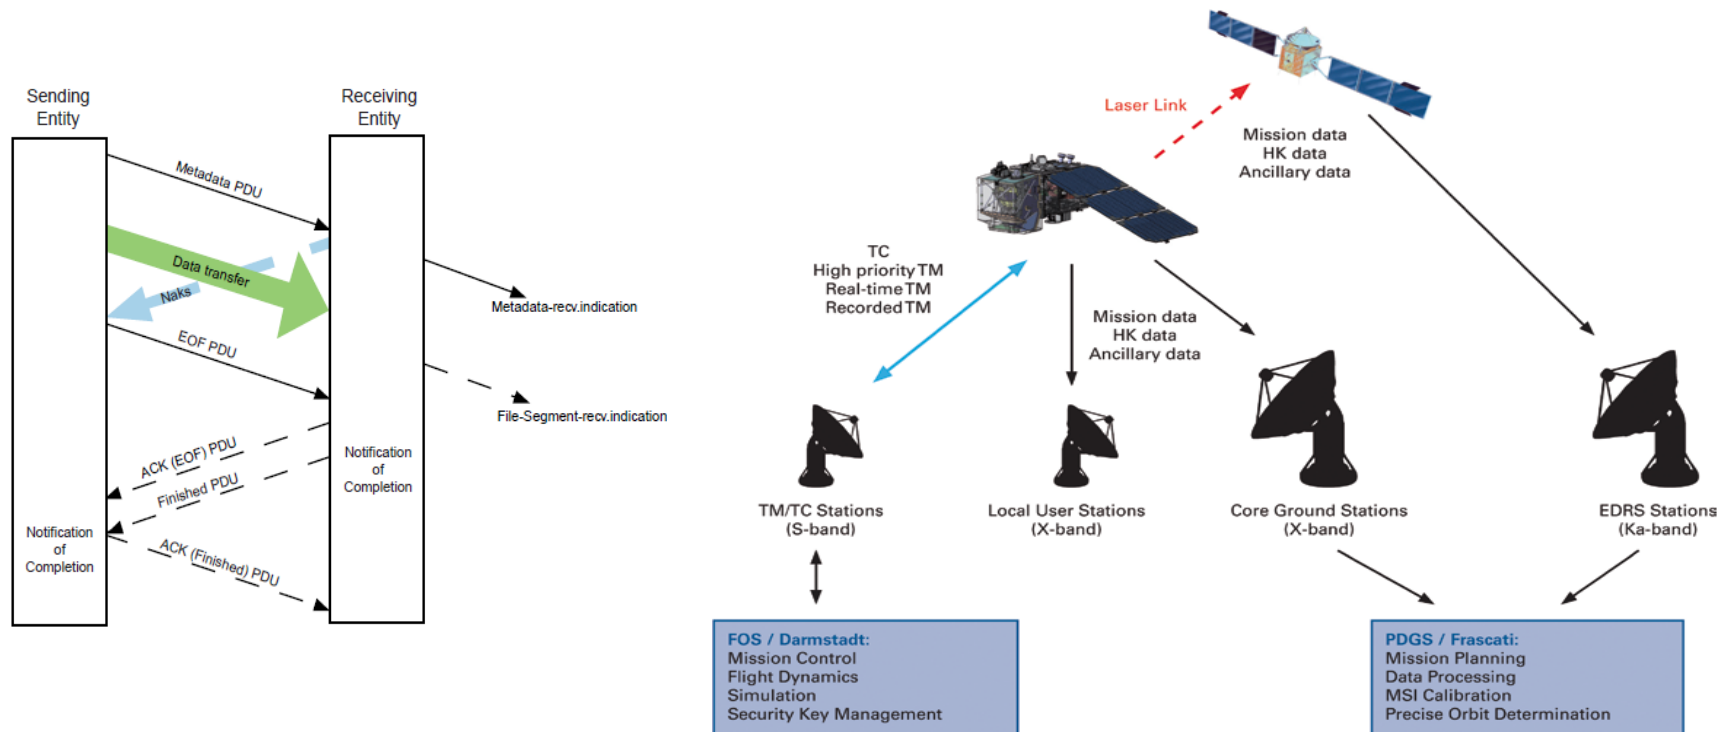 Sending
Entity
Receiving
Entity
Metadata PDU
Data transfer
Naks
EOF PDU
Metadata-recv.indication
File-Segment-recv.indication
ACK (EOF) PDU
Finished PDU
Notification
of
Completion
Notification
of
Completion
ACK (Finished) PDU
Laser Link
Mission data
HK data
Ancillary data
TC
High priority TM
Real-time TM
Recorded TM
Mission data
HK data
Ancillary data
TM/TC Stations
(S-band)
Local User Stations
(X-band)
Core Ground Stations
(X-band)
EDRS Stations
(Ka-band)
FOS / Darmstadt:
Mission Control
Flight Dynamics
Simulation
Security Key Management
PDGS / Frascati:
Mission Planning
Data Processing
MSI Calibration
Precise Orbit Determination